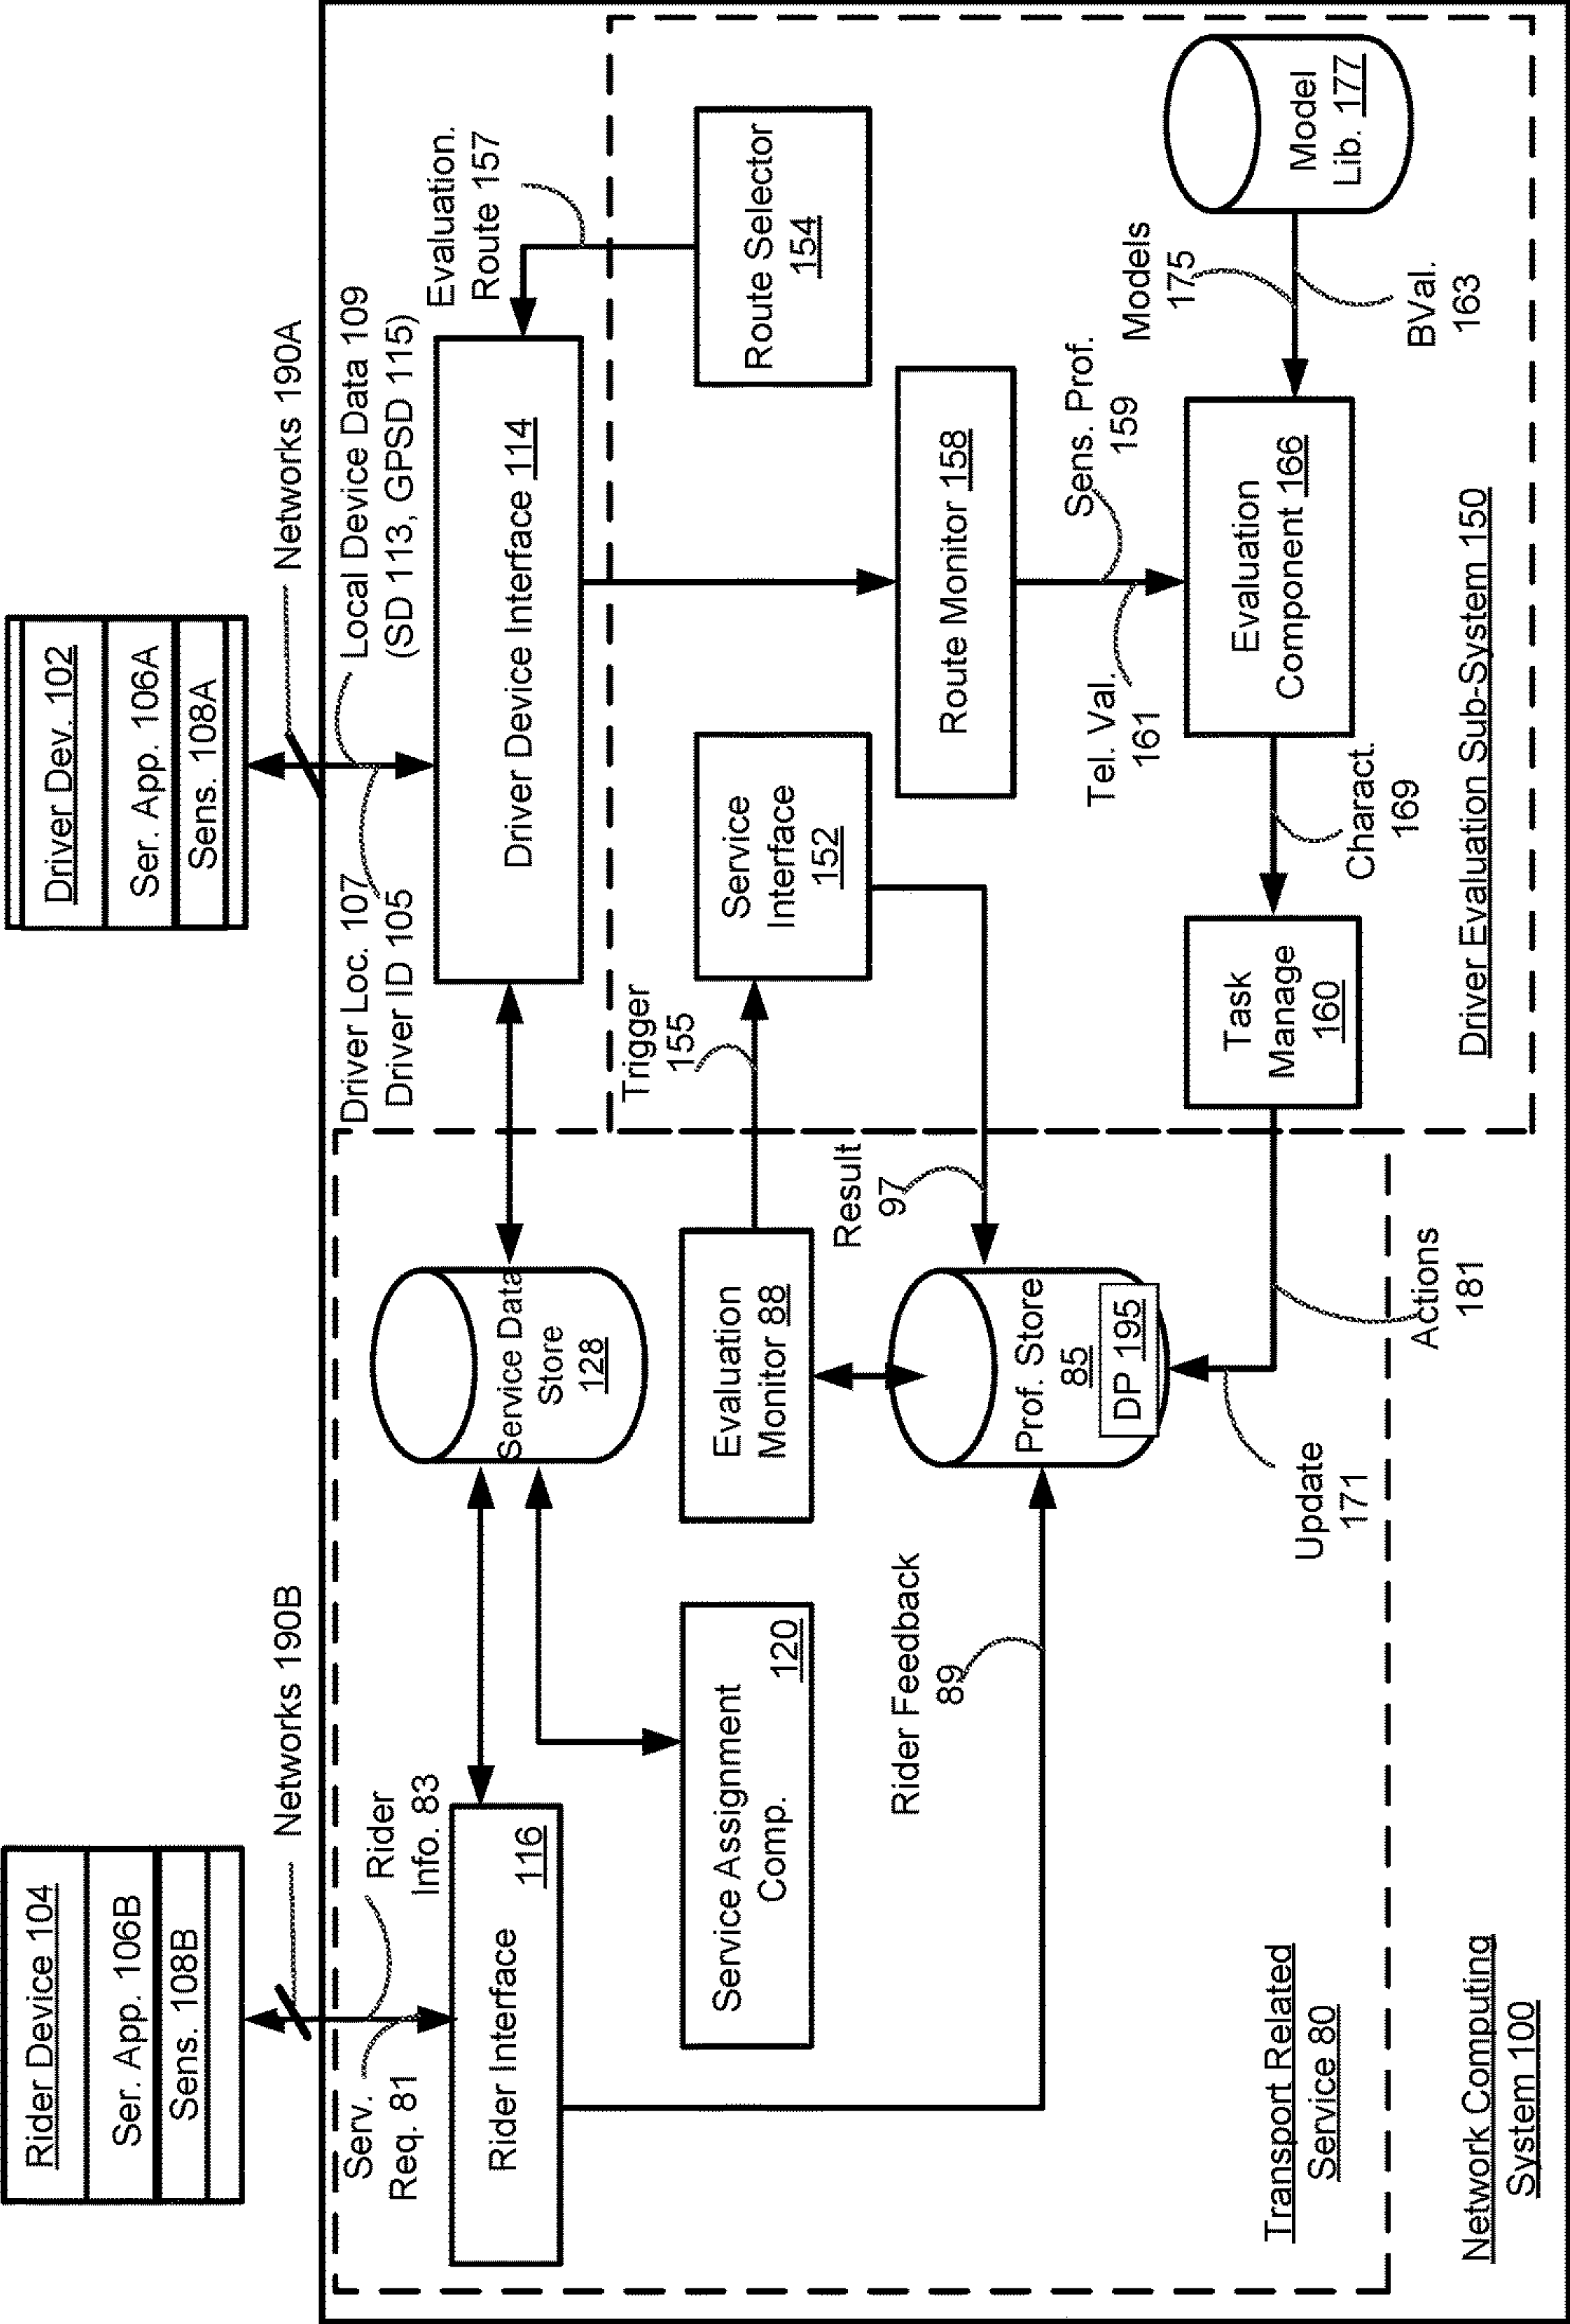 Rider Device 104
Ser. App. 106B
Sens. 108B
Driver Dev. 102
Ser. App. 106A
Sens. 108A
Networks 190B
Networks 190A
Serv.
Req. 81
Rider
Info. 83
Driver Loc. 107
Driver ID 105
Local Device Data 109
(SD 113, GPSD 115)
Evaluation.
Route 157
Rider Interface
116
Service Data
Store
128
Driver Device Interface 114
Service Assignment
Comp.
120
Evaluation
Monitor 88
Trigger
155
Service
Interface
152
Route Selector
154
Rider Feedback
89
Result
97
Prof. Store
85
DP 195
Route Monitor 158
Tel. Val.
161
Sens. Prof.
159
Models
175
Model
Lib. 177
BVal.
163
Update
171
Actions
181
Task
Manage
160
Charact.
169
Evaluation
Component 166
Transport Related
Service 80
Driver Evaluation Sub-System 150
Network Computing
System 100